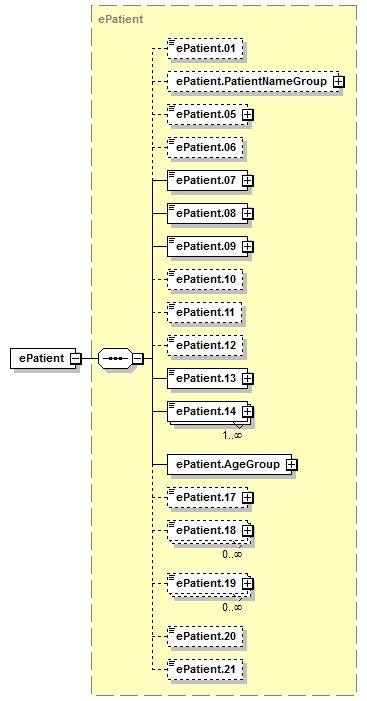 ePatient
ePatient.01
ePatient.PatientNameGroup
ePatient.05
ePatient.06
ePatient.07
ePatient.08
ePatient.09
ePatient.10
ePatient.11
ePatient.12
ePatient
ePatient.13
ePatient.14
1..∞
ePatient.AgeGroup
ePatient.17
ePatient.18
0..∞
ePatient.19
0..∞
ePatient.20
ePatient.21